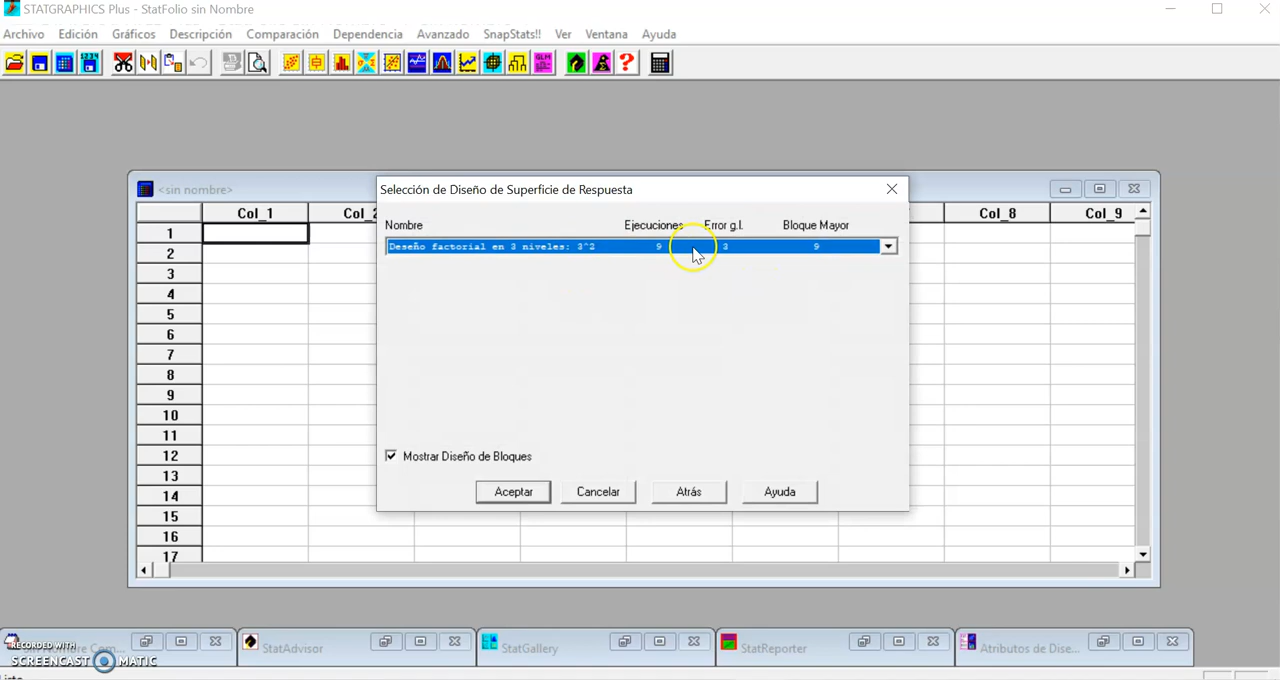 STATGRAPHICS Plus - StatFolio sin Nombre
Archivo Edición Gráficos Descripción Comparación Dependencia Avanzado SnapStats!! Ver Ventana Ayuda
<sin nombre>
Selección de Diseño de Superficie de Respuesta
Col_1 Col_2 Col_8 Col_9
Nombre Ejecuciones Error g.l. Bloque Mayor
Deseño factorial en 3 niveles: 3^2 9 3 9
1
2
3
4
5
6
7
8
9
10
11
12
13
14
15
16
17
Mostrar Diseño de Bloques
Aceptar Cancelar Atrás Ayuda
StatAdvisor StatGallery StatReporter Atributos de Dise...
RECORDED WITH
SCREENCAST MATIC